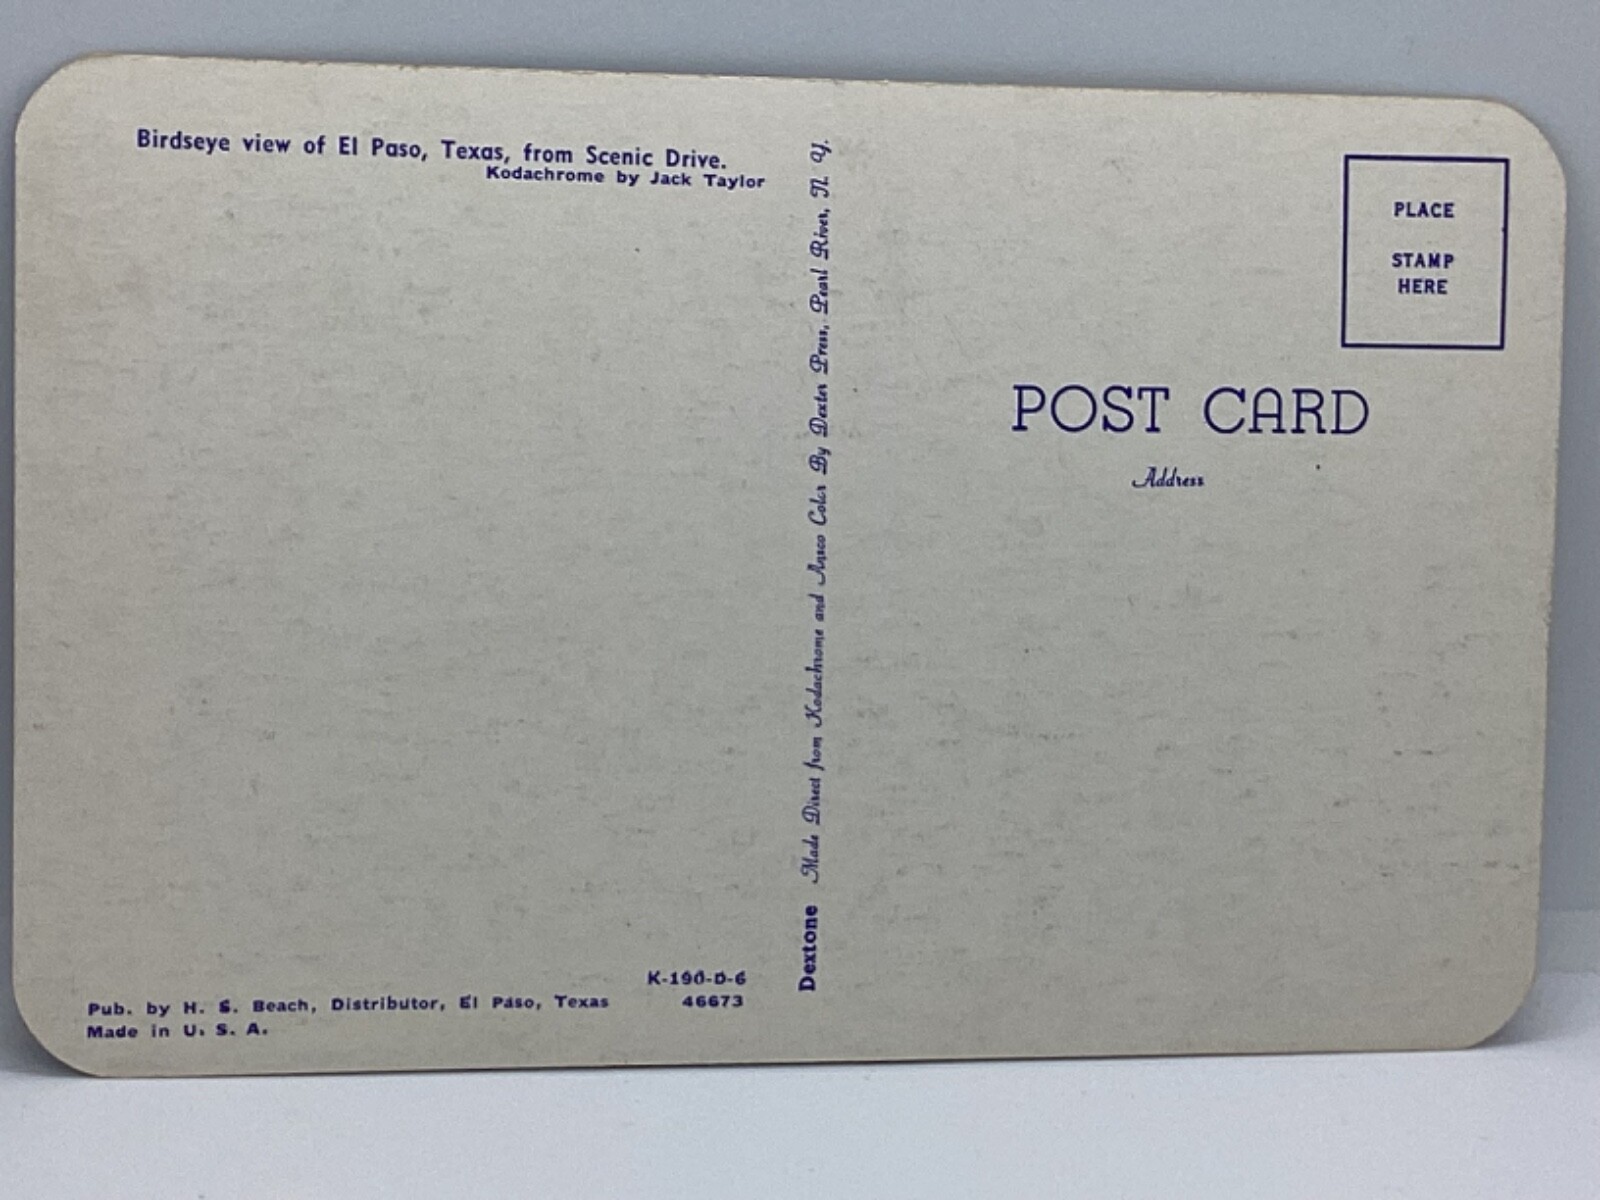 Birdseye view of El Paso, Texas, from Scenic Drive.
Kodachrome by Jack Taylor
K-190-D-6
Pub. by H. S. Beach, Distributor, El Paso, Texas 46673
Made in U. S. A.
Dextone Made Direct from Kodachrome and Ansco Color By Dexter Press, Pearl River, N. Y.
PLACE
STAMP
HERE
POST CARD
Address